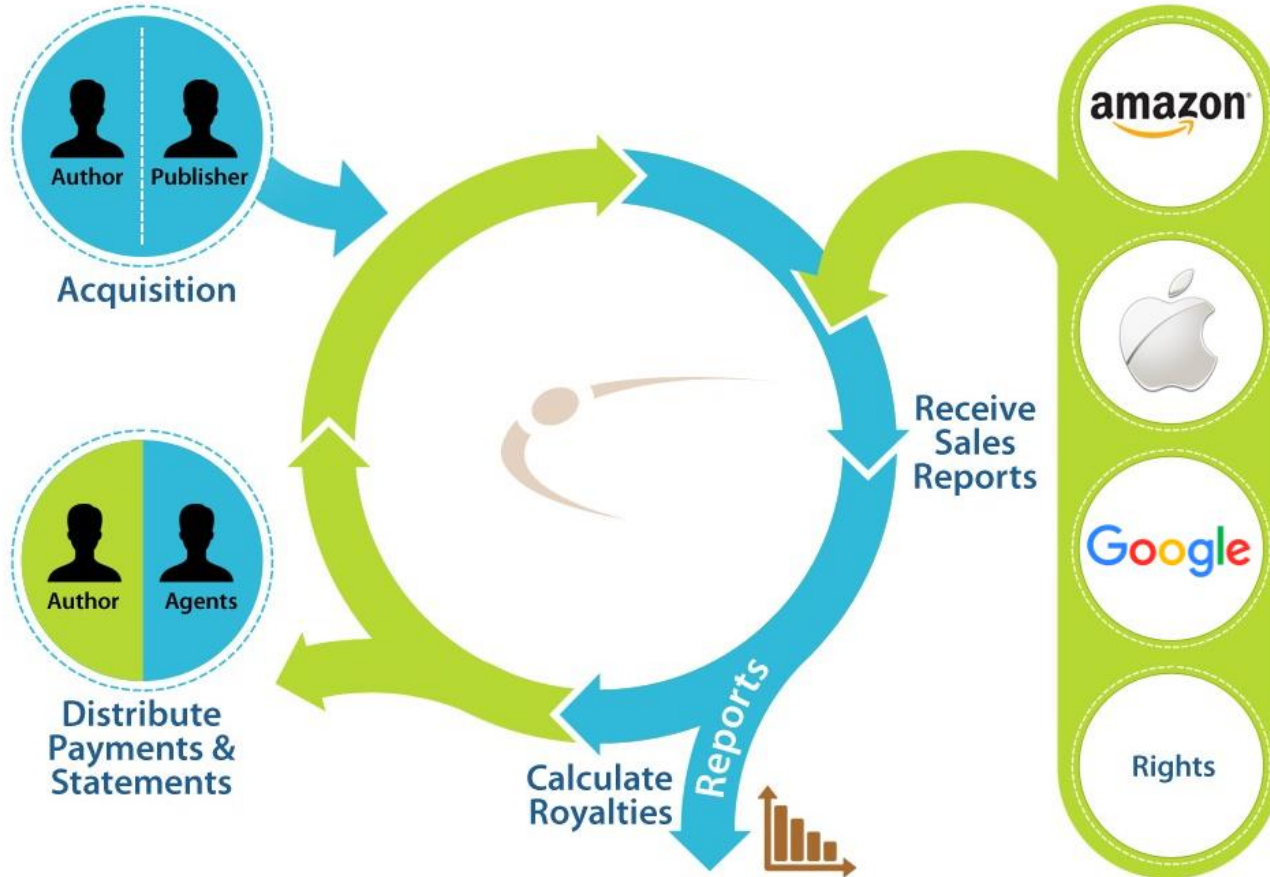 Author
Publisher
Acquisition
amazon®
Receive
Sales
Reports
Google
Rights
Author
Agents
Distribute
Payments &
Statements
Calculate
Royalties
Reports